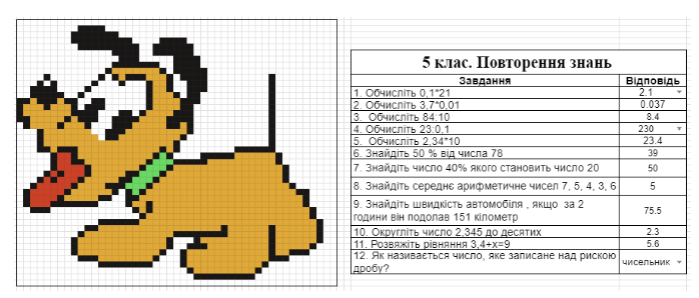 5 клас. Повторення знань
Завдання Відповідь
1. Обчисліть 0,1*21 2.1
2. Обчисліть 3,7*0,01 0.037
3. Обчисліть 84:10 8.4
4. Обчисліть 23:0,1 230
5. Обчисліть 2,34*10 23.4
6. Знайдіть 50 % від числа 78 39
7. Знайдіть число 40% якого становить число 20 50
8. Знайдіть середнє арифметичне чисел 7, 5, 4, 3, 6 5
9. Знайдіть швидкість автомобіля , якщо за 2
години він подолав 151 кілометр 75.5
10. Округліть число 2,345 до десятих 2.3
11. Розвяжіть рівняння 3,4+х=9 5.6
12. Як називається число, яке записане над рискою
дробу? чисельник